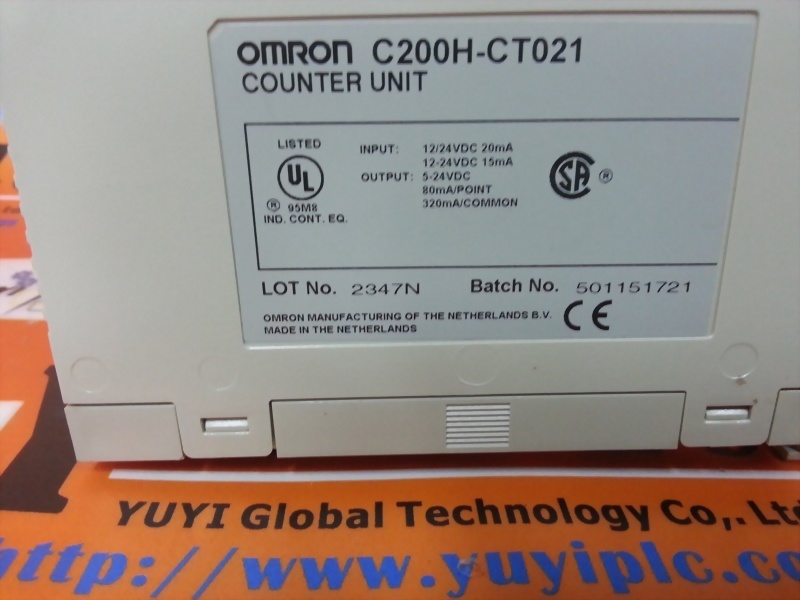 OMRON C200H-CT021
COUNTER UNIT
LISTED
UL
® 95M8
IND. CONT. EQ.
INPUT: 12/24VDC 20mA
12-24VDC 15mA
OUTPUT: 5-24VDC
80mA/POINT
320mA/COMMON
SA ®
LOT No. 2347N Batch No. 501151721
OMRON MANUFACTURING OF THE NETHERLANDS B.V.
MADE IN THE NETHERLANDS
CE
YUYI Global Technology Co,. Ltd
http://www.yuyiplc.com